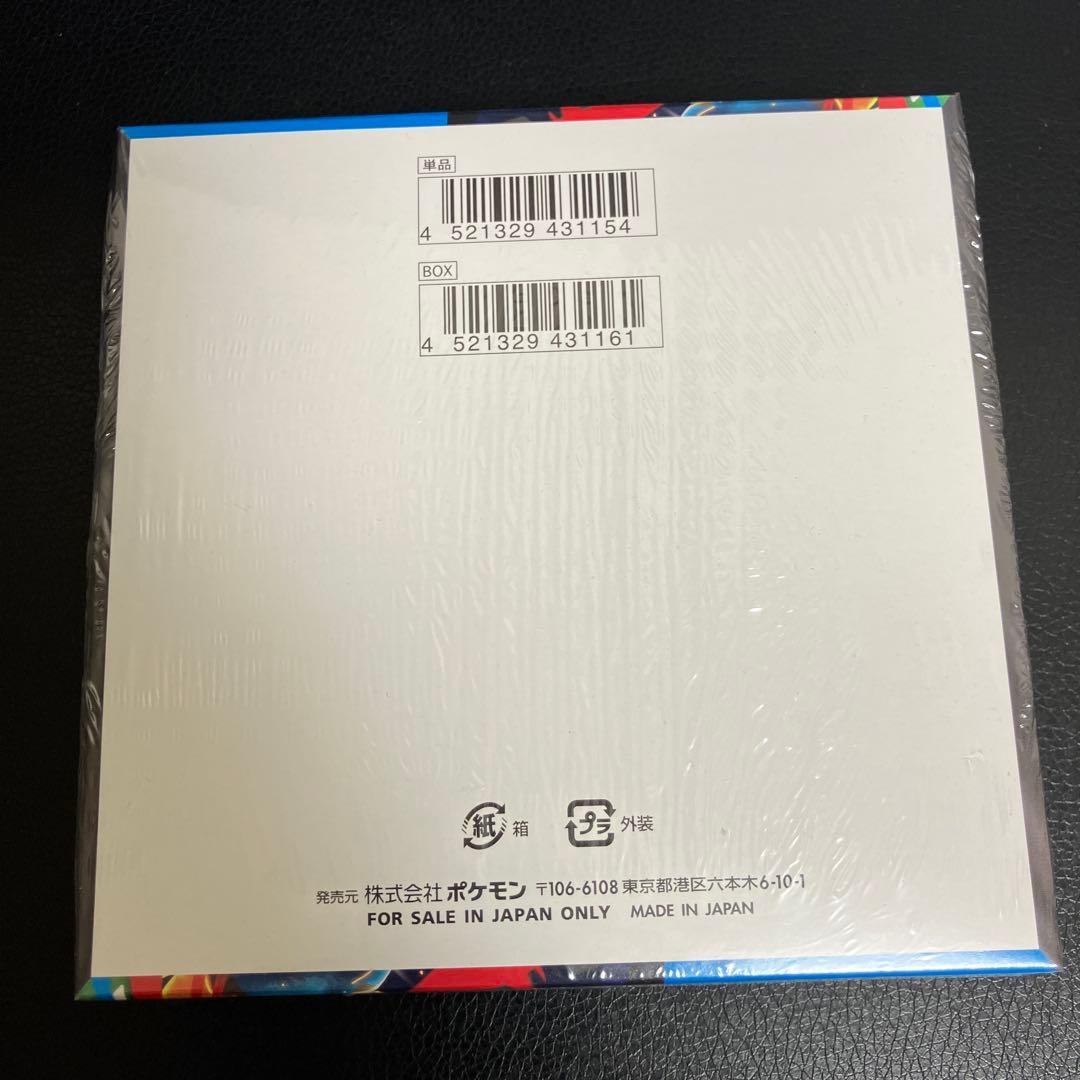 単品
4 521329 431154
BOX
4 521329 431161
紙 箱 プラ 外装
発売元 株式会社 ポケモン 〒106-6108 東京都港区六本木6-10-1
FOR SALE IN JAPAN ONLY MADE IN JAPAN